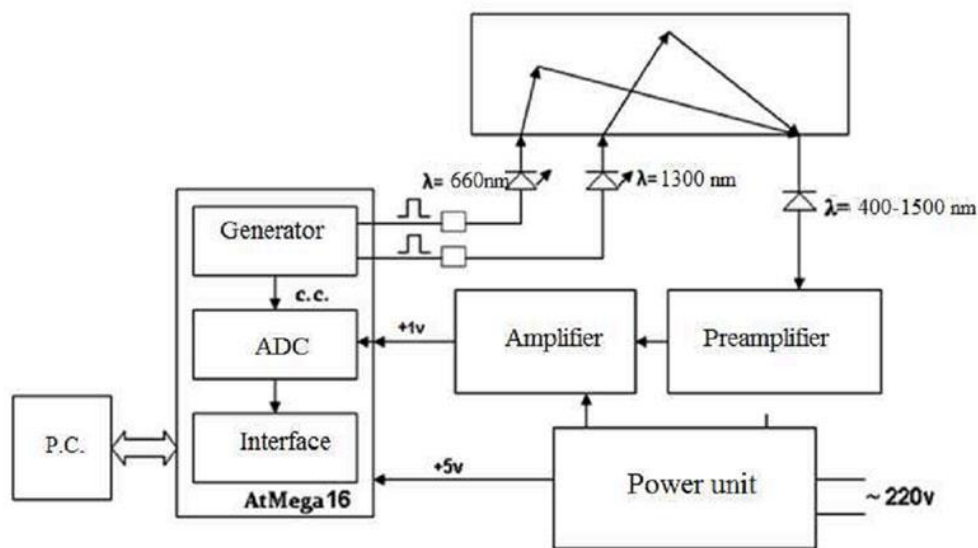 λ= 660nm
λ= 1300 nm
λ= 400-1500 nm
Generator
c.c.
ADC
+1v
Amplifier
Preamplifier
P.C.
Interface
AtMega16
+5v
Power unit
~ 220v